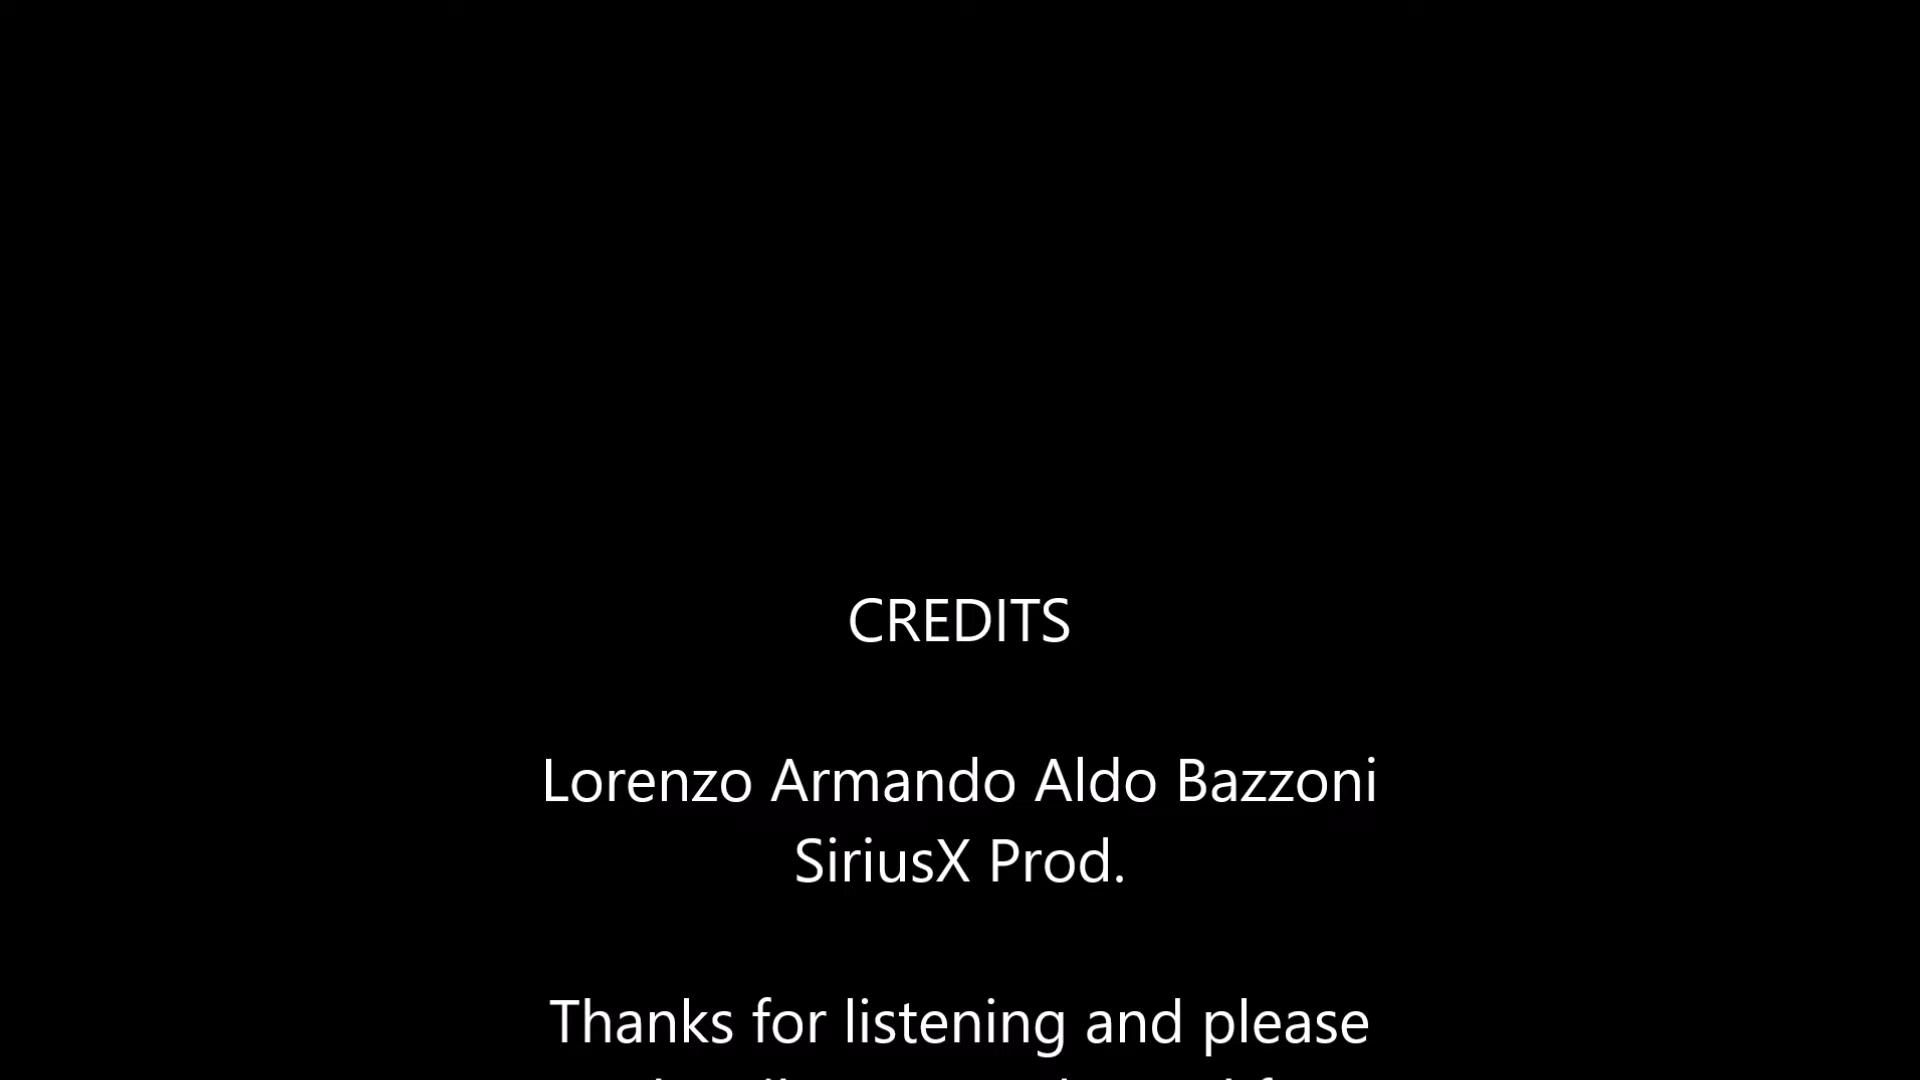 CREDITS
Lorenzo Armando Aldo Bazzoni
SiriusX Prod.
Thanks for listening and please